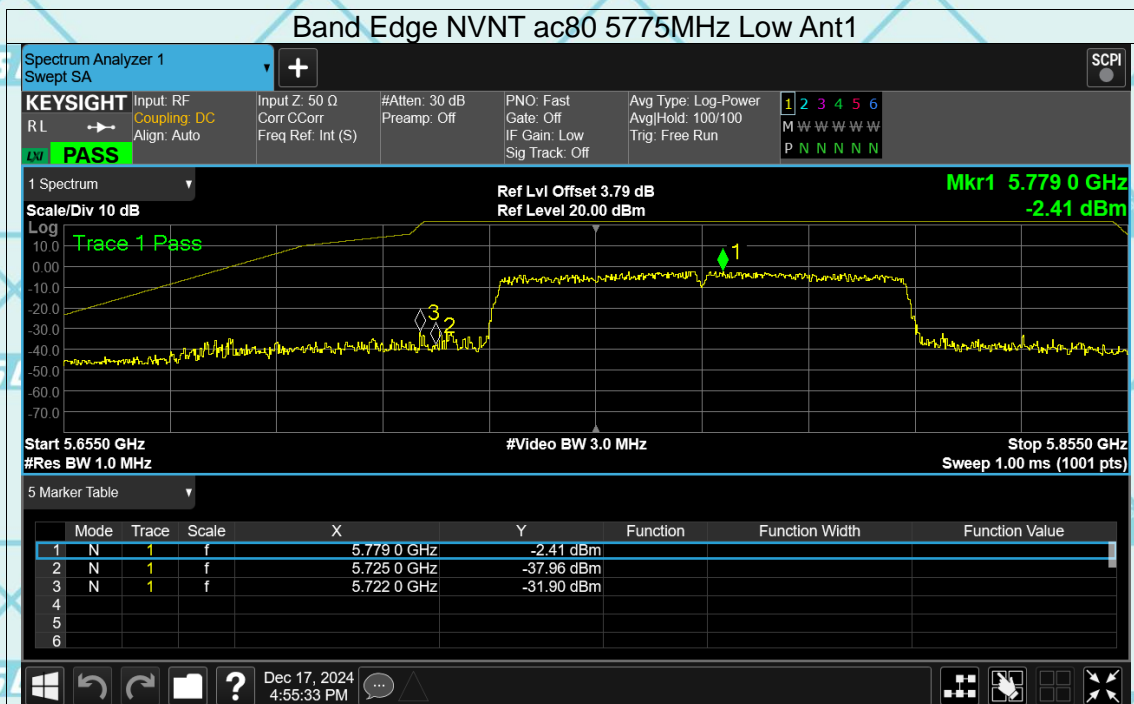 Band Edge NVNT ac80 5775MHz Low Ant1
Spectrum Analyzer 1
Swept SA
+
SCPI
KEYSIGHT
RL
LXI PASS
Input: RF
Coupling: DC
Align: Auto
Input Z: 50 Ω
Corr CCorr
Freq Ref: Int (S)
#Atten: 30 dB
Preamp: Off
PNO: Fast
Gate: Off
IF Gain: Low
Sig Track: Off
Avg Type: Log-Power
Avg|Hold: 100/100
Trig: Free Run
1 2 3 4 5 6
M W W W W W
P N N N N N
1 Spectrum
Scale/Div 10 dB
Ref Lvl Offset 3.79 dB
Ref Level 20.00 dBm
Mkr1 5.779 0 GHz
-2.41 dBm
Log
Trace 1 Pass
10.0
0.00
-10.0
-20.0
-30.0
-40.0
-50.0
-60.0
-70.0
1
3
2
Start 5.6550 GHz
#Video BW 3.0 MHz
Stop 5.8550 GHz
#Res BW 1.0 MHz
Sweep 1.00 ms (1001 pts)
5 Marker Table
Mode Trace Scale X Y Function Function Width Function Value
1 N 1 f 5.779 0 GHz -2.41 dBm
2 N 1 f 5.725 0 GHz -37.96 dBm
3 N 1 f 5.722 0 GHz -31.90 dBm
4
5
6
?
Dec 17, 2024
4:55:33 PM